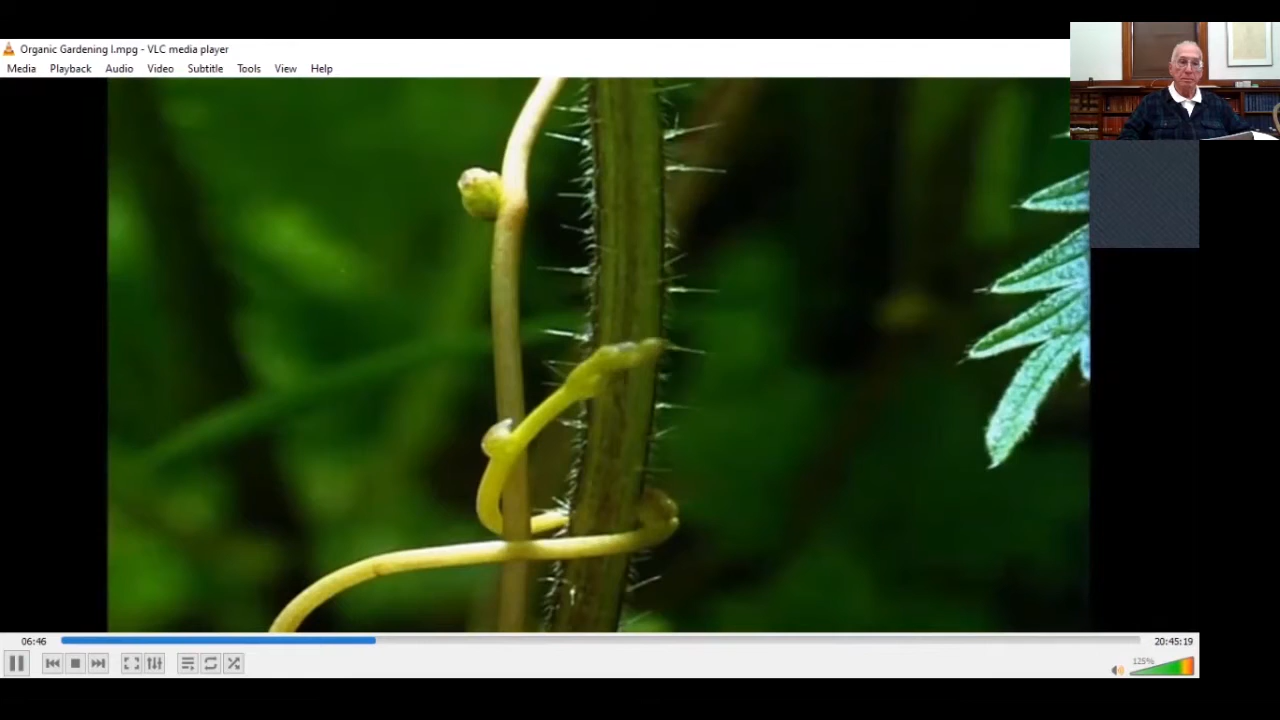 Organic Gardening I.mpg - VLC media player
Media Playback Audio Video Subtitle Tools View Help
06:46
20:45:19
125%